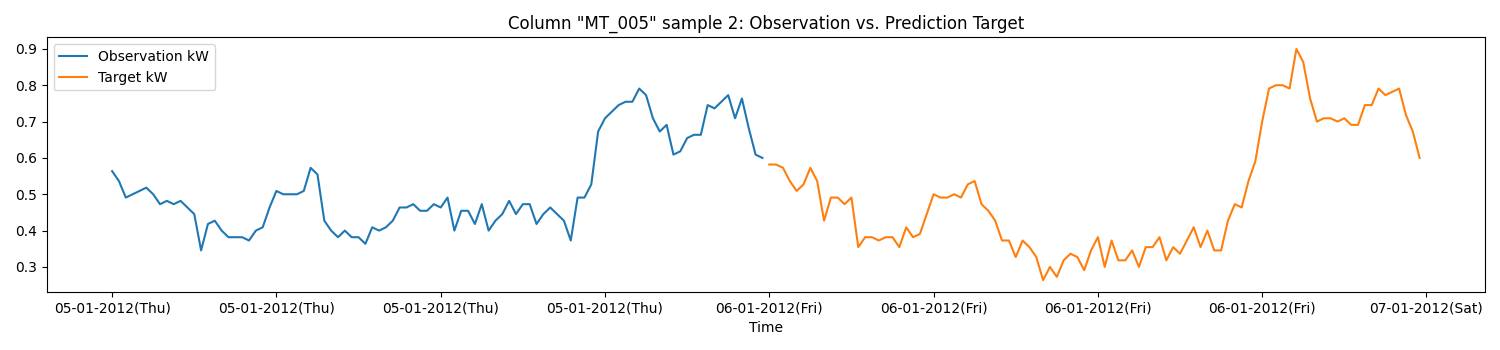 Column "MT_005" sample 2: Observation vs. Prediction Target
Observation kW
Target kW
0.9
0.8
0.7
0.6
0.5
0.4
0.3
05-01-2012(Thu) 05-01-2012(Thu) 05-01-2012(Thu) 05-01-2012(Thu) 06-01-2012(Fri) 06-01-2012(Fri) 06-01-2012(Fri) 06-01-2012(Fri) 07-01-2012(Sat)
Time